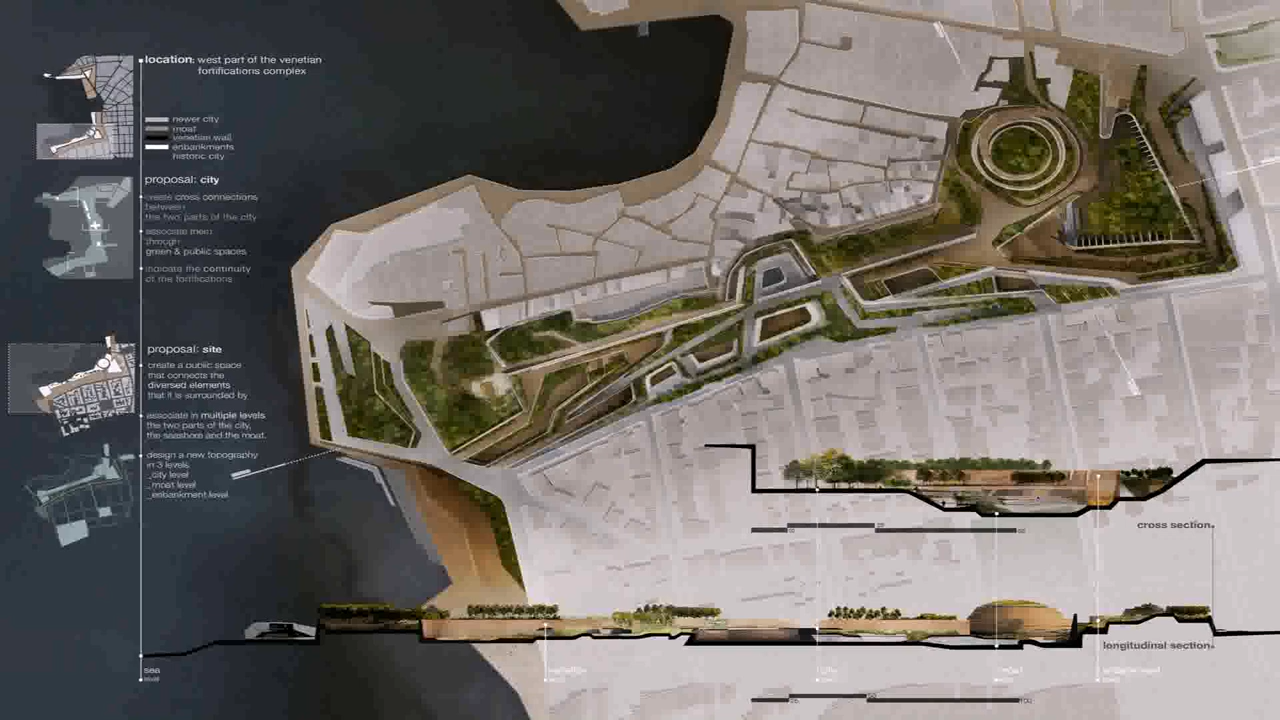 location: west part of the venetian
fortifications complex
newer city
moat
venetian wall
enbankments
historic city
proposal: city
create cross connections
between
the two parts of the city
associate them
through
green & public spaces
indicate the continuity
of the fortifications
proposal: site
create a public space
that connects the
diversed elements
that it is surrounded by
associate in multiple levels
the two parts of the city,
the seashore and the moat.
design a new topography
in 3 levels
_city level
_moat level
_enbankment level
cross section
longitudinal section
sea